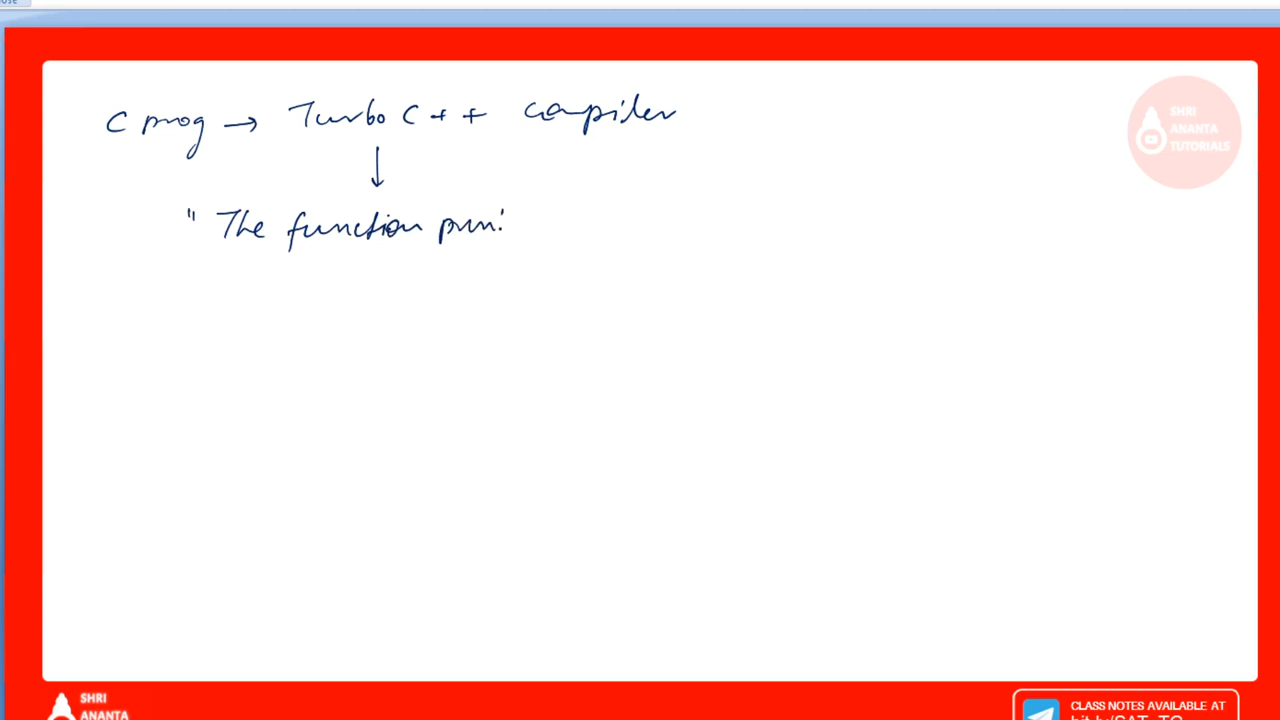 C prog → Turbo C++ compiler
↓
" The function prin
SHRI
ANANTA
TUTORIALS
SHRI
ANANTA
CLASS NOTES AVAILABLE AT